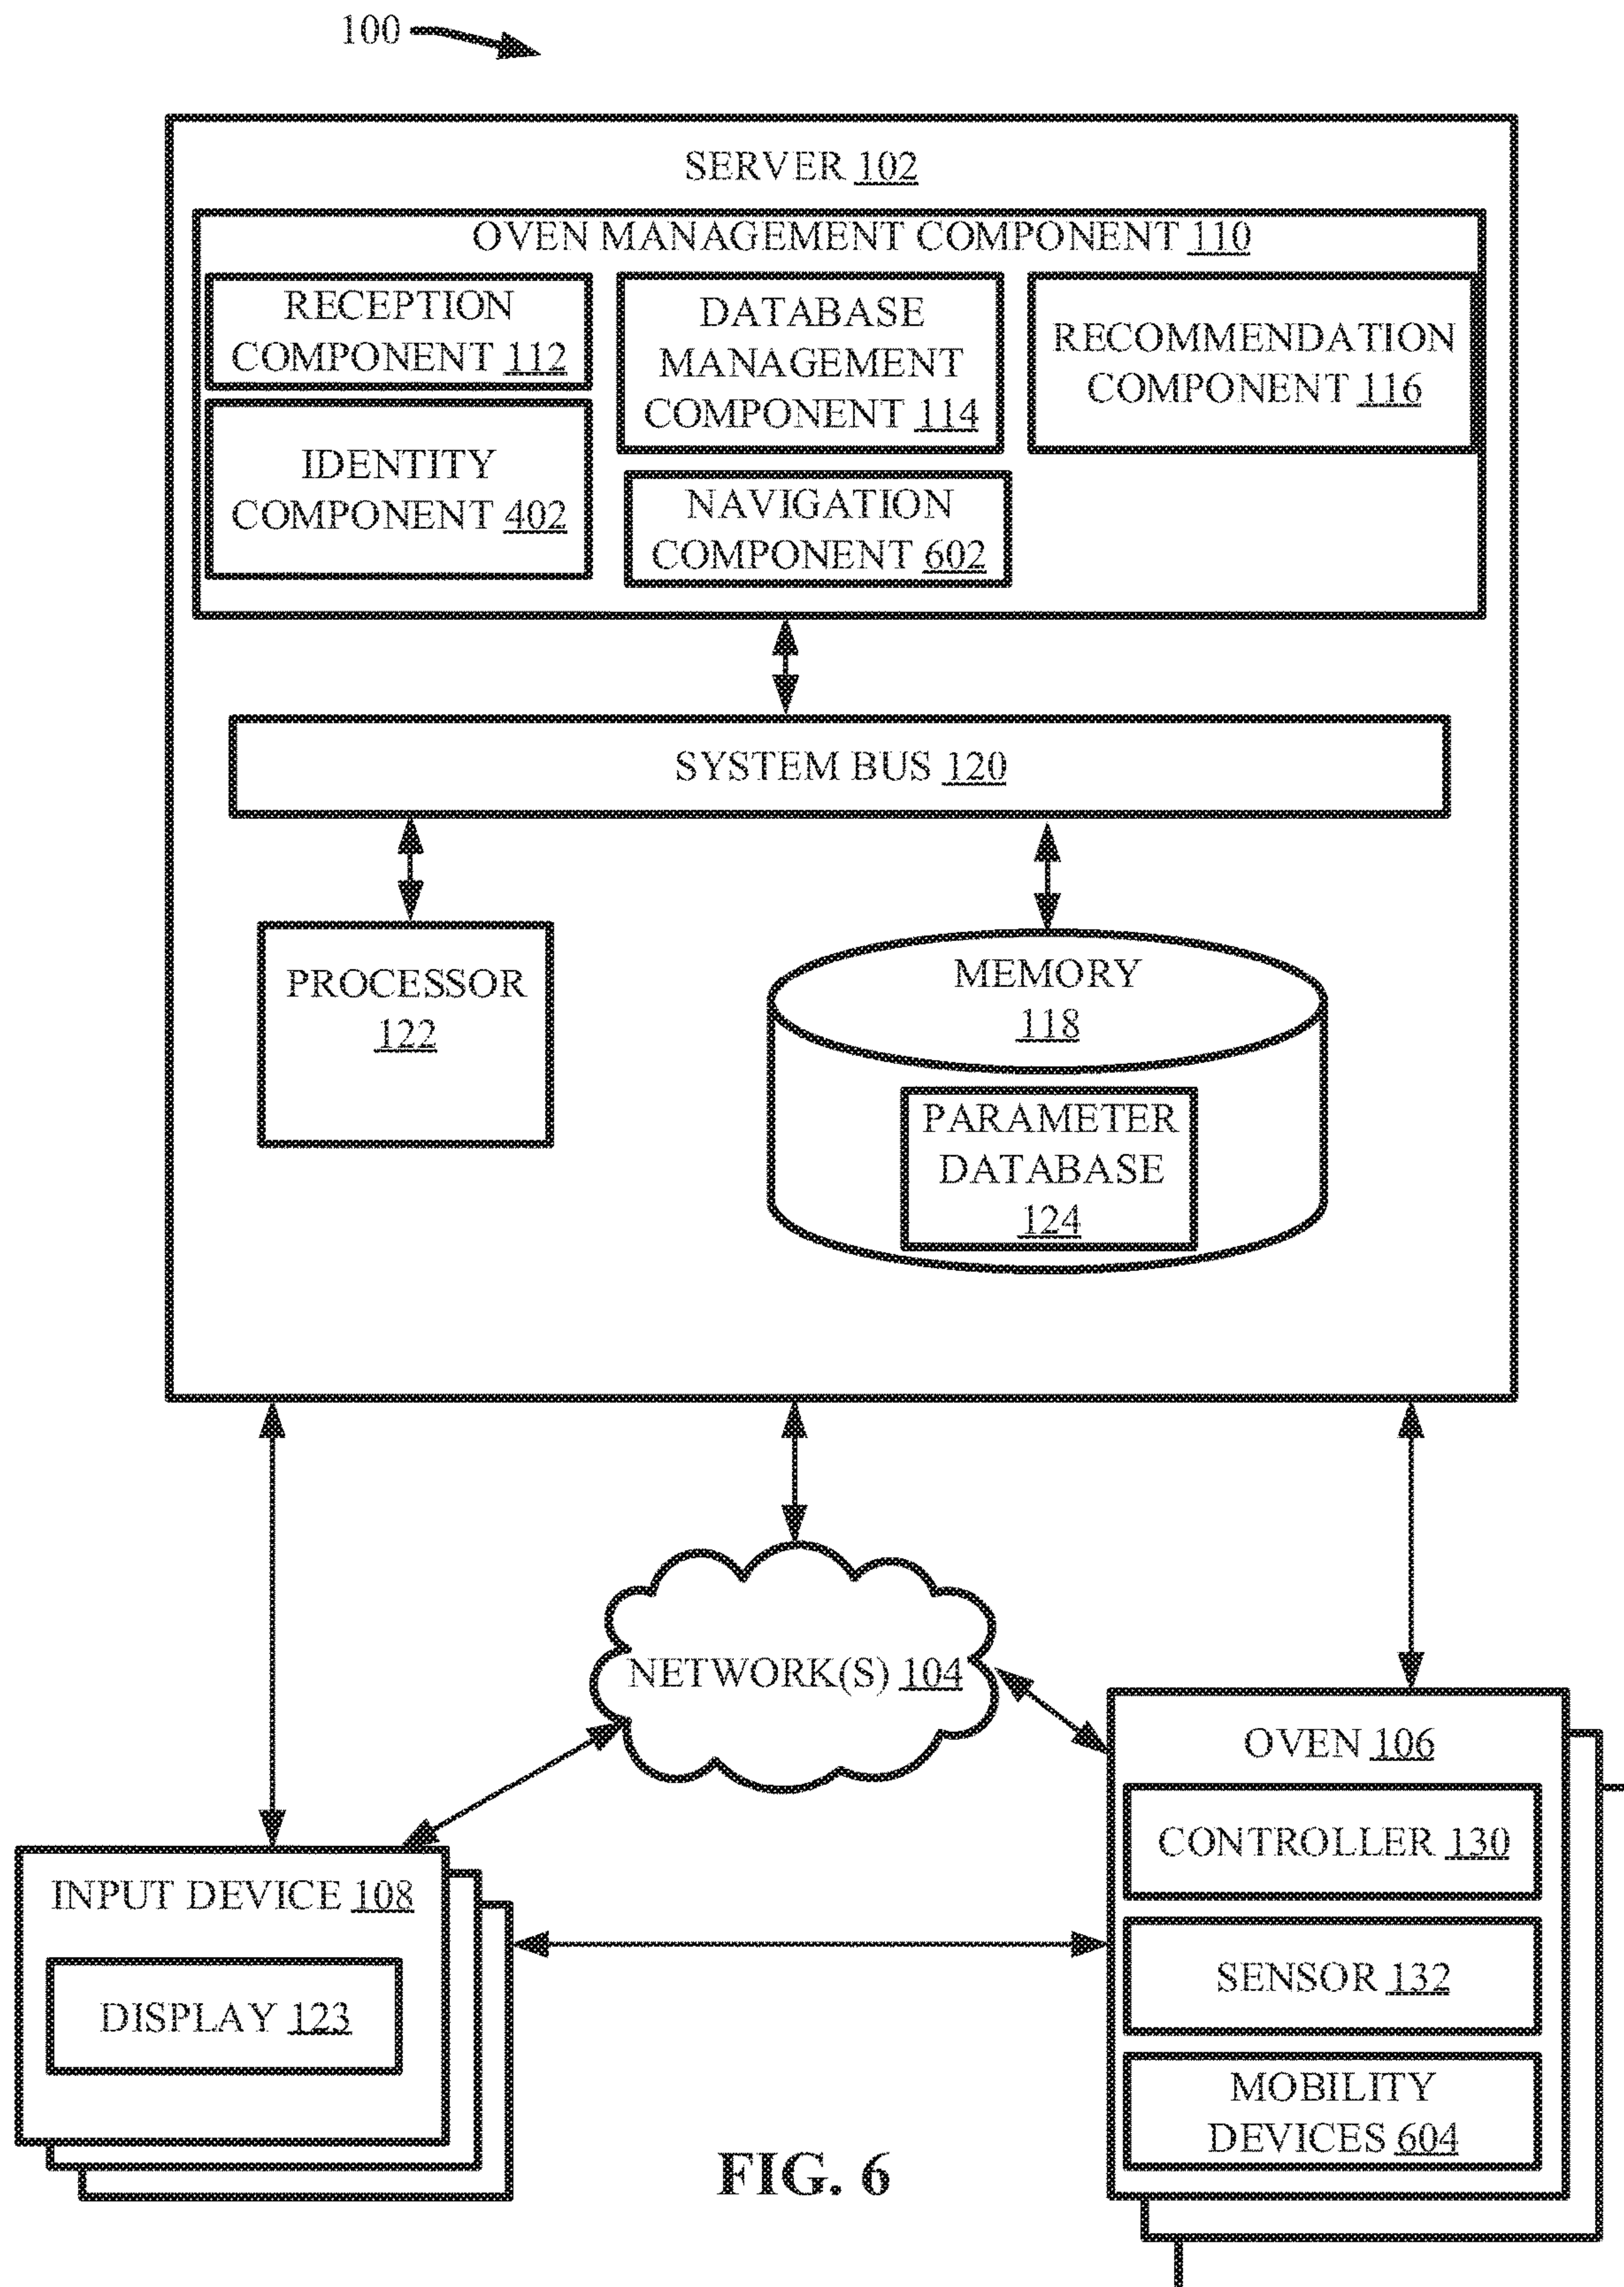 100
SERVER 102
OVEN MANAGEMENT COMPONENT 110
RECEPTION
COMPONENT 112
DATABASE
MANAGEMENT
COMPONENT 114
RECOMMENDATION
COMPONENT 116
IDENTITY
COMPONENT 402
NAVIGATION
COMPONENT 602
SYSTEM BUS 120
PROCESSOR
122
MEMORY
118
PARAMETER
DATABASE
124
NETWORK(S) 104
OVEN 106
CONTROLLER 130
SENSOR 132
MOBILITY
DEVICES 604
INPUT DEVICE 108
DISPLAY 123
FIG. 6